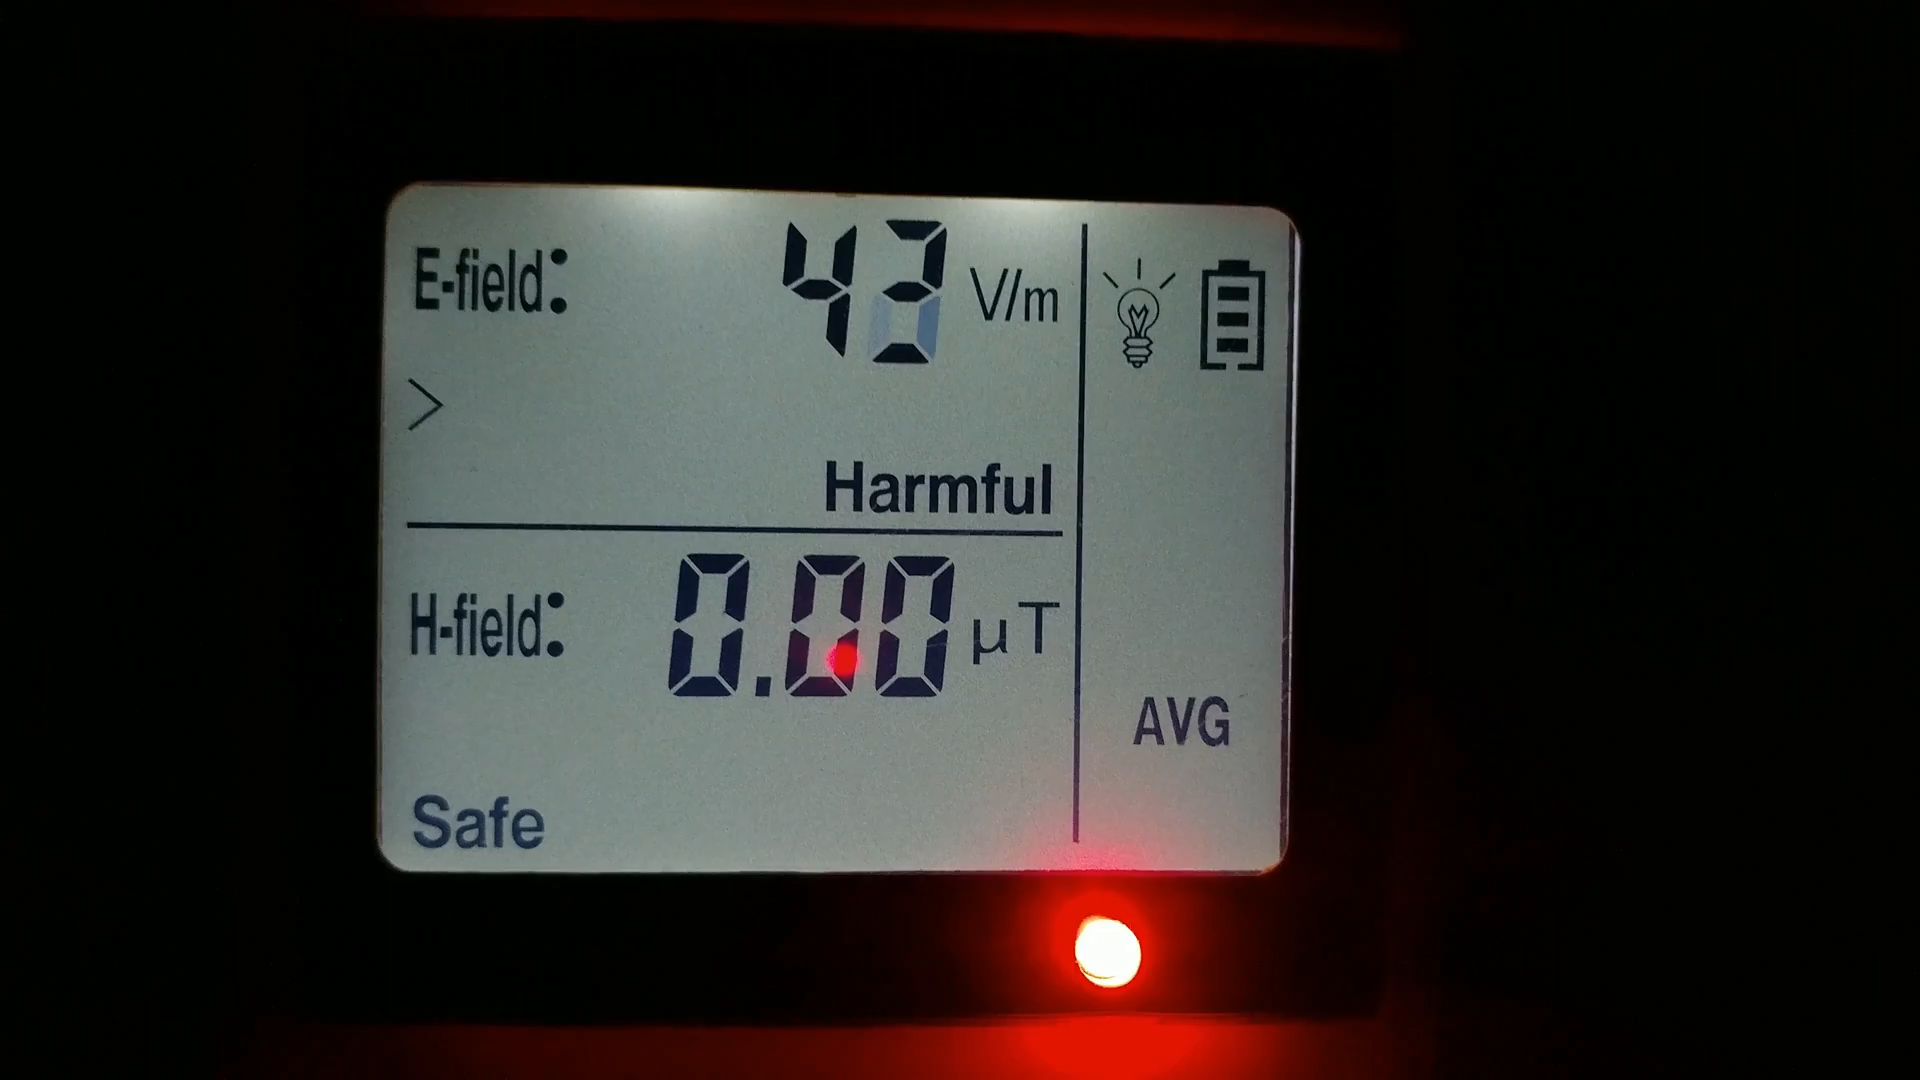 E-field: 43 V/m
>
Harmful
H-field: 0.00 µT
AVG
Safe